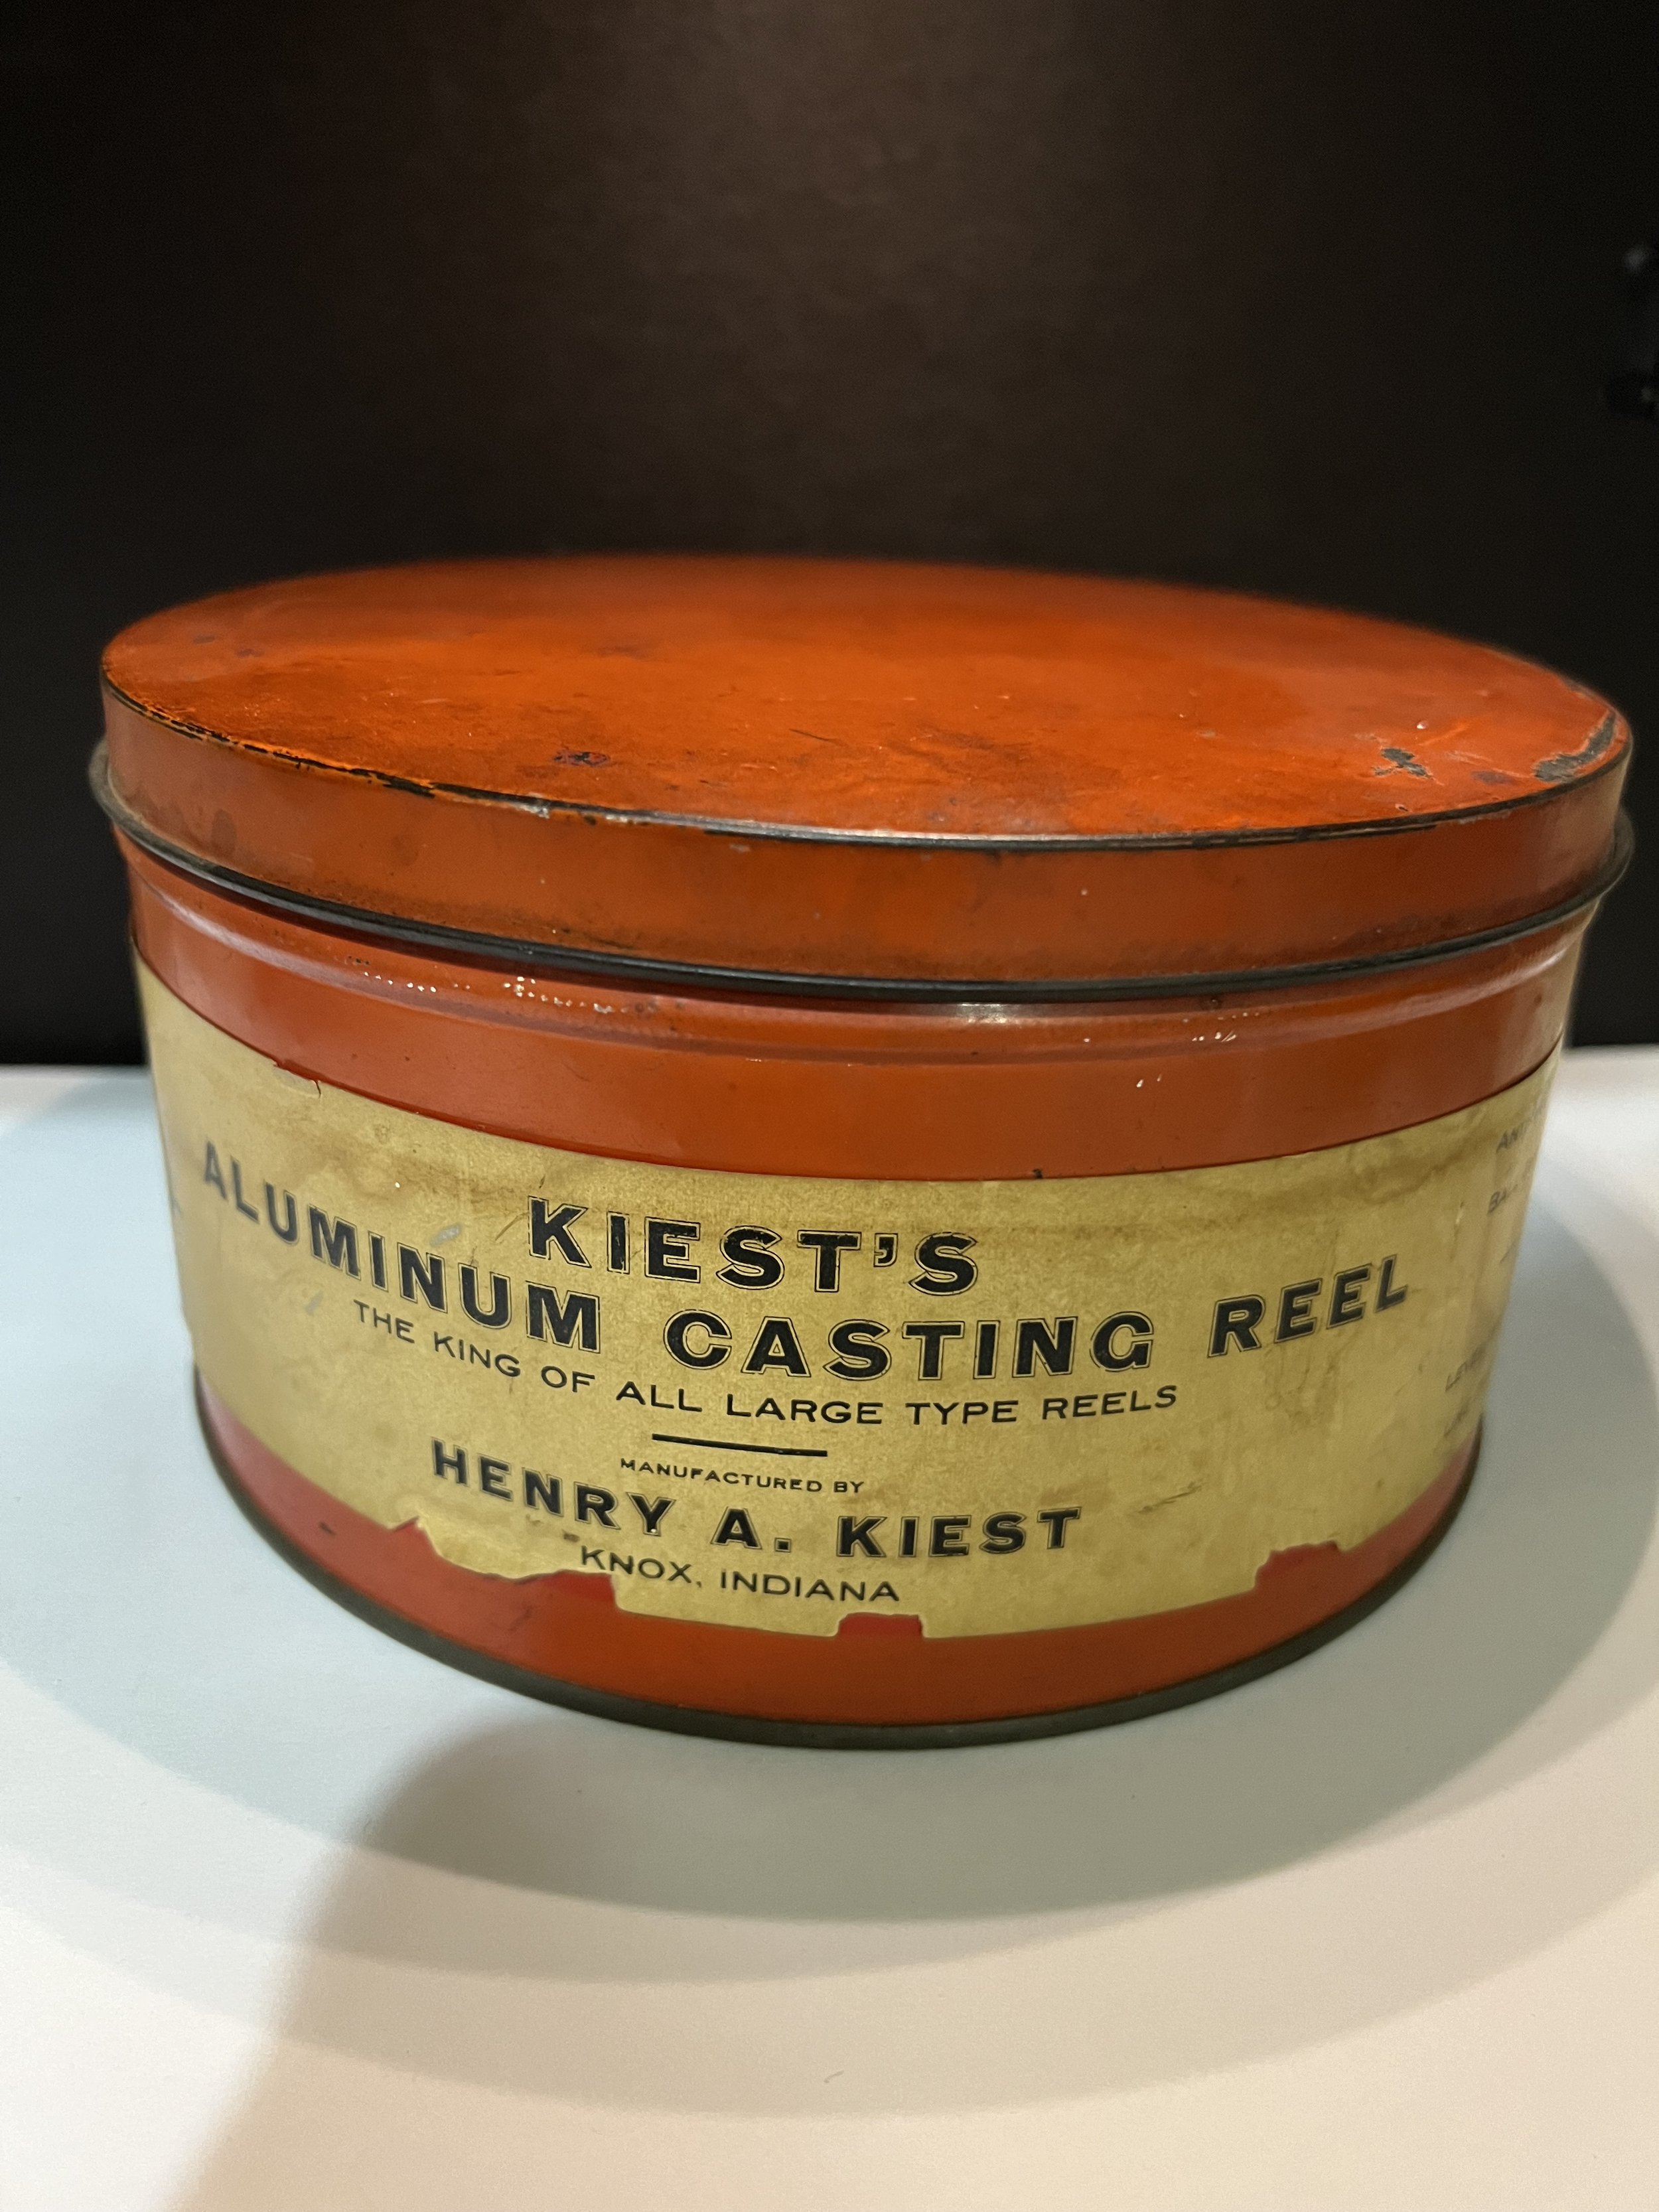 KIEST'S
ALUMINUM CASTING REEL
THE KING OF ALL LARGE TYPE REELS
MANUFACTURED BY
HENRY A. KIEST
KNOX, INDIANA